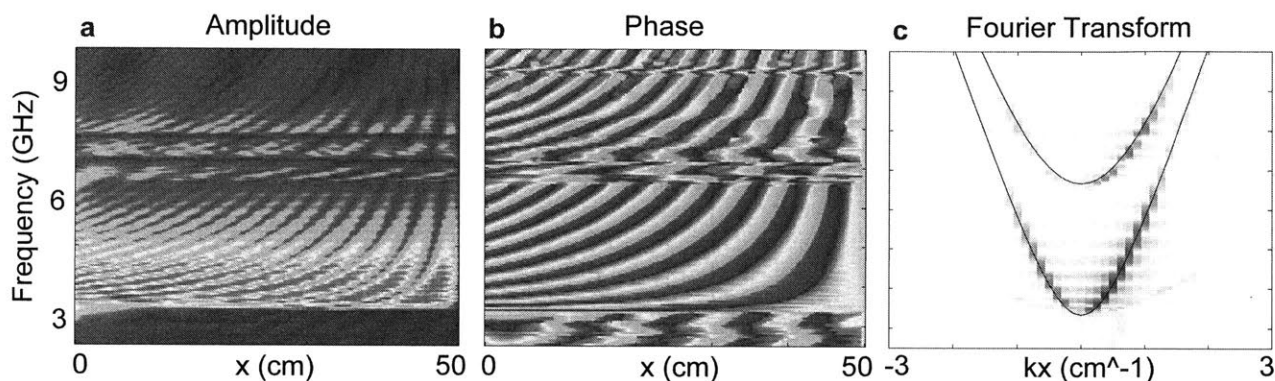 a Amplitude
b Phase
c Fourier Transform
Frequency (GHz)
9
6
3
0 x (cm) 50
0 x (cm) 50
-3 kx (cm^-1) 3